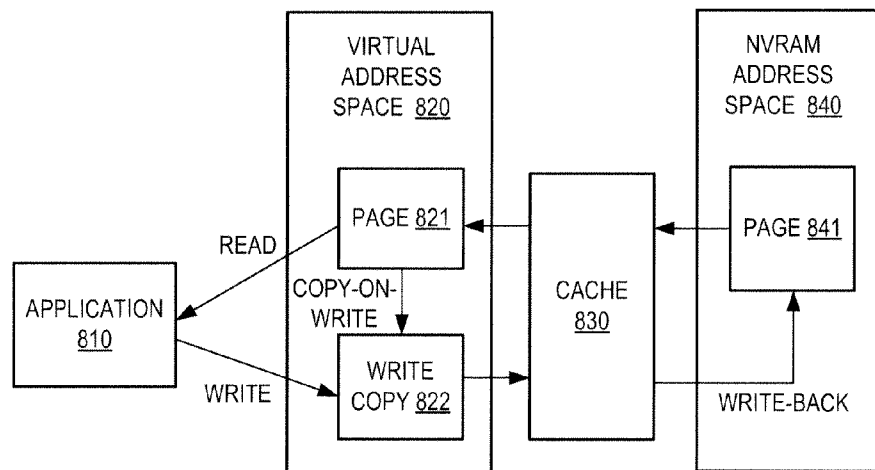 VIRTUAL
ADDRESS
SPACE 820
NVRAM
ADDRESS
SPACE 840
PAGE 821
PAGE 841
READ
COPY-ON-
WRITE
APPLICATION
810
CACHE
830
WRITE
WRITE
COPY 822
WRITE-BACK